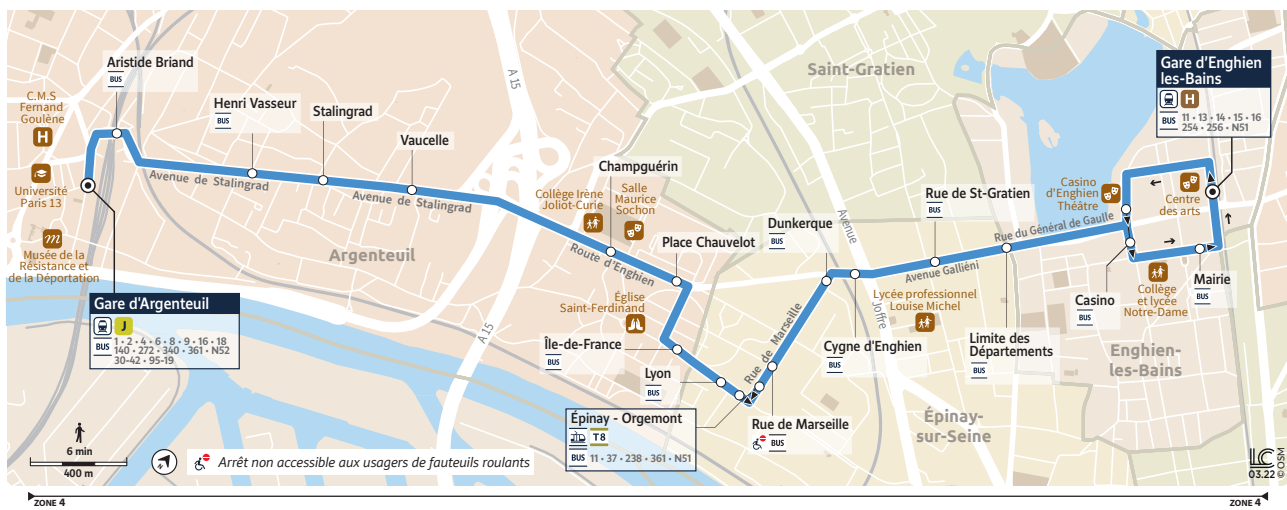 Aristide Briand
BUS
C.M.S
Fernand
Goulène
H
Université
Paris 13
Musée de la
Résistance et
de la Déportation
Henri Vasseur
BUS
Stalingrad
Vaucelle
Avenue de Stalingrad
Avenue de Stalingrad
A 15
A 15
Argenteuil
Gare d'Argenteuil
J
BUS 1 • 2 • 4 • 6 • 8 • 9 • 16 • 18
140 • 272 • 340 • 361 • N52
30-42 • 95-19
Collège Irène
Joliot-Curie
Salle
Maurice
Sochon
Champguérin
Route d'Enghien
Place Chauvelot
BUS
Église
Saint-Ferdinand
Île-de-France
BUS
Lyon
BUS
Épinay - Orgemont
T8
BUS 11 • 37 • 238 • 361 • N51
Rue de Marseille
Rue de Marseille
BUS
Dunkerque
BUS
Saint-Gratien
Avenue
Joffre
Cygne d'Enghien
BUS
Rue de St-Gratien
BUS
Avenue Galliéni
Lycée professionnel
Louise Michel
Épinay-
sur-Seine
Limite des
Départements
BUS
Rue du Général de Gaulle
Casino
d'Enghien
Théâtre
Centre
des arts
Casino
BUS
Collège
et lycée
Notre-Dame
Mairie
BUS
Enghien-
les-Bains
Gare d'Enghien
les-Bains
H
BUS 11 • 13 • 14 • 15 • 16
254 • 256 • N51
6 min
400 m
Arrêt non accessible aux usagers de fauteuils roulants
LC
03.22 © OSM
ZONE 4
ZONE 4